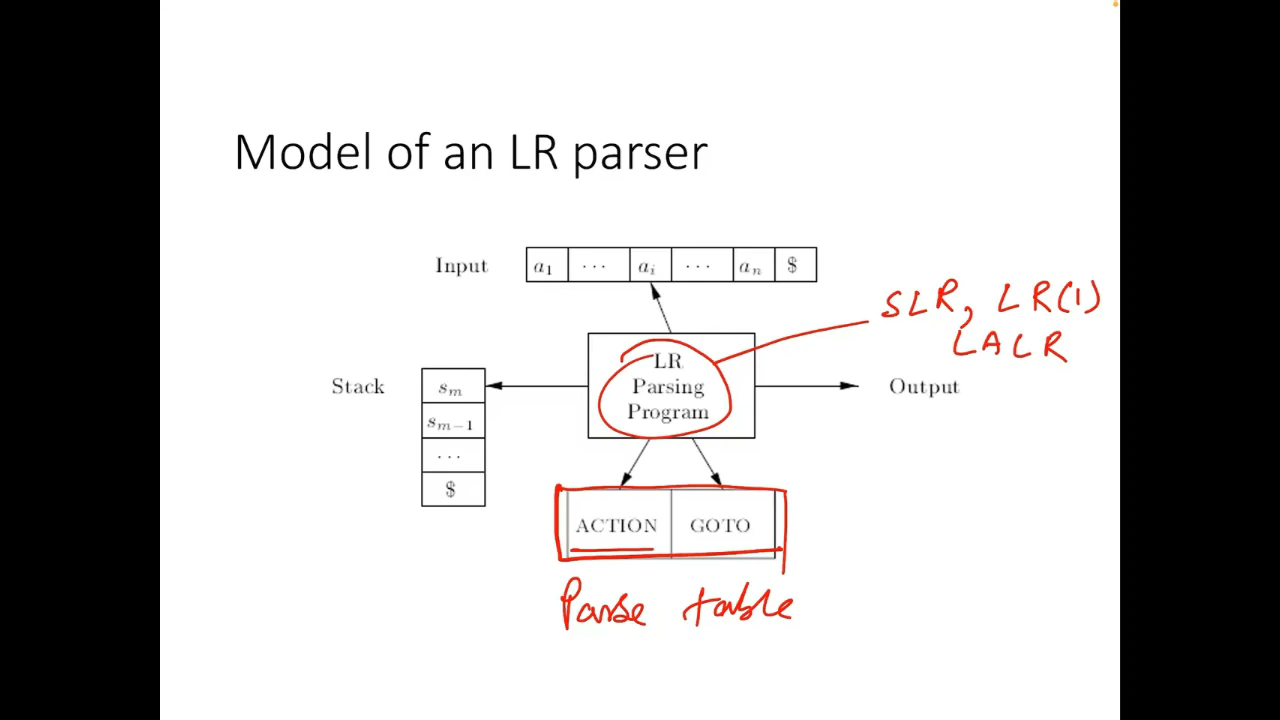 Model of an LR parser
Input a1 ... ai ... an $
SLR, LR(1)
LALR
LR
Parsing
Program
Stack
sm
sm−1
...
$
Output
ACTION GOTO
Parse table